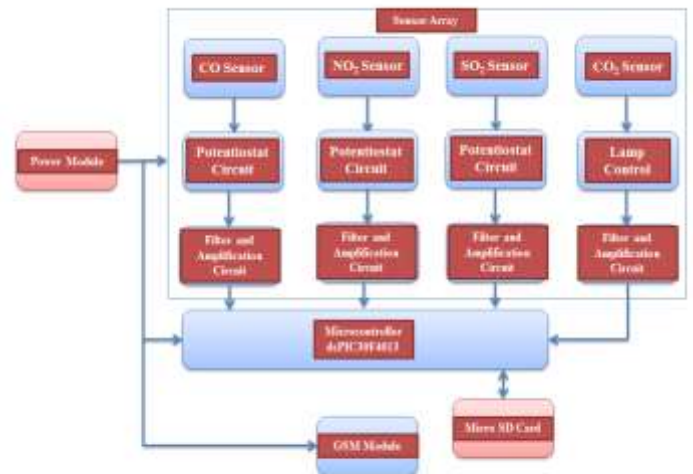 Sensor Array
CO Sensor
NO₂ Sensor
SO₂ Sensor
CO₂ Sensor
Power Module
Potentiostat
Circuit
Potentiostat
Circuit
Potentiostat
Circuit
Lamp
Control
Filter and
Amplification
Circuit
Filter and
Amplification
Circuit
Filter and
Amplification
Circuit
Filter and
Amplification
Circuit
Microcontroller
dsPIC30F4013
Micro SD Card
GSM Module